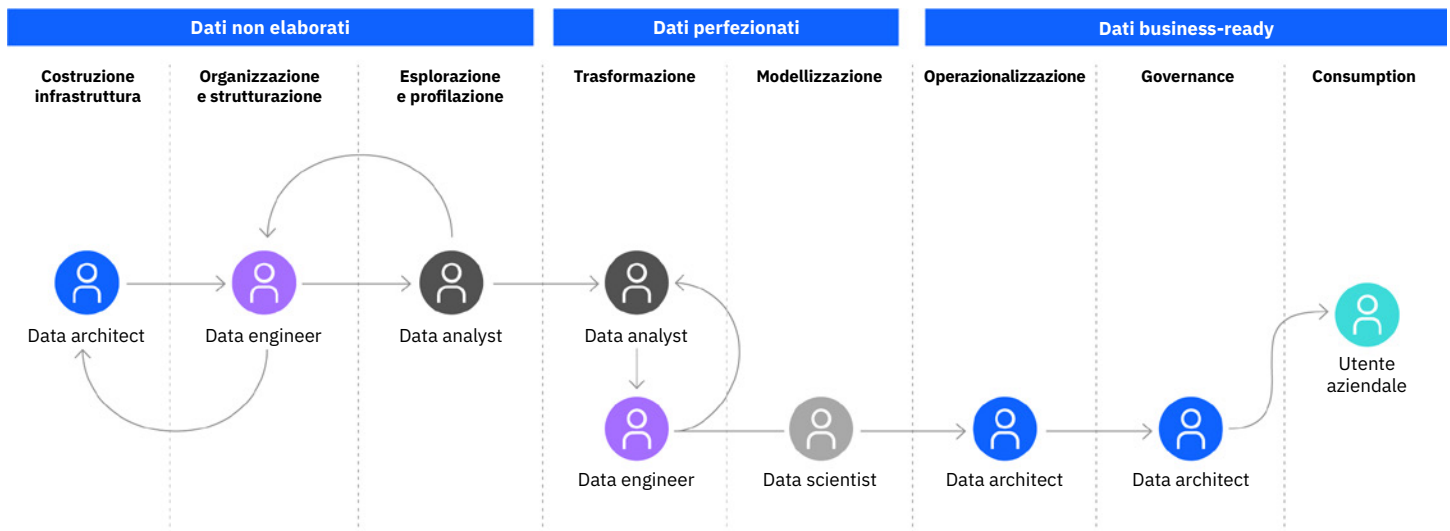 Dati non elaborati
Dati perfezionati
Dati business-ready
Costruzione
infrastruttura
Organizzazione
e strutturazione
Esplorazione
e profilazione
Trasformazione
Modellizzazione
Operazionalizzazione
Governance
Consumption
Data architect
Data engineer
Data analyst
Data analyst
Utente
aziendale
Data engineer
Data scientist
Data architect
Data architect